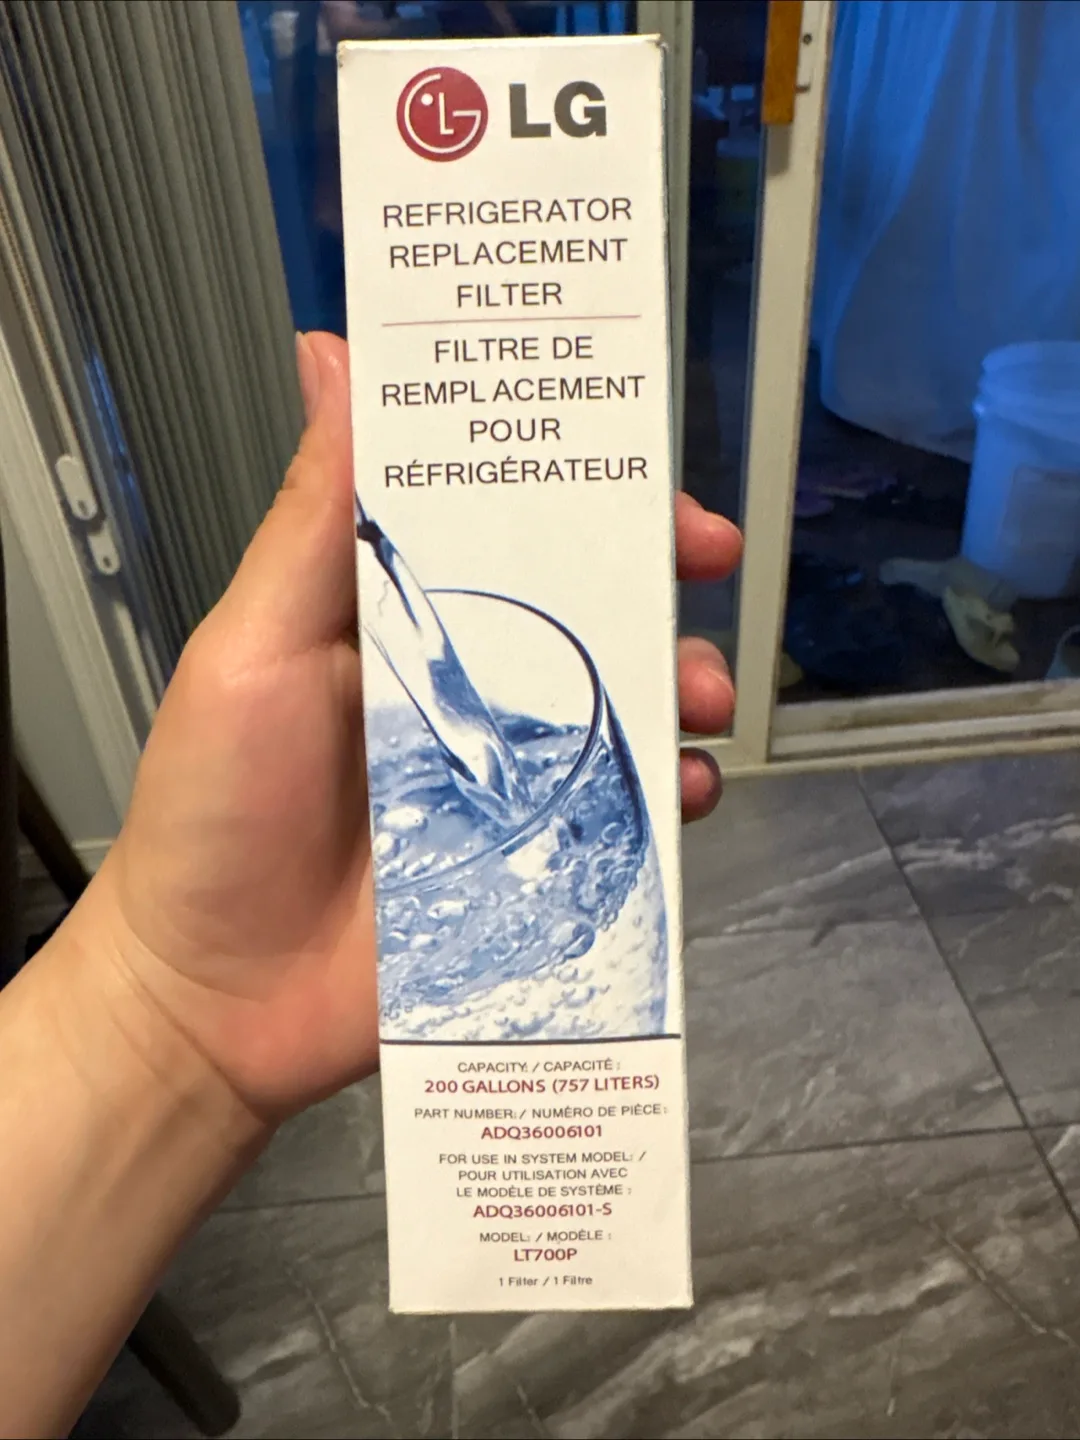 LG
REFRIGERATOR
REPLACEMENT
FILTER
FILTRE DE
REMPLACEMENT
POUR
RÉFRIGÉRATEUR
CAPACITY: / CAPACITÉ :
200 GALLONS (757 LITERS)
PART NUMBER: / NUMÉRO DE PIÈCE:
ADQ36006101
FOR USE IN SYSTEM MODEL: /
POUR UTILISATION AVEC
LE MODÈLE DE SYSTÈME :
ADQ36006101-S
MODEL: / MODÈLE :
LT700P
1 Filter / 1 Filtre